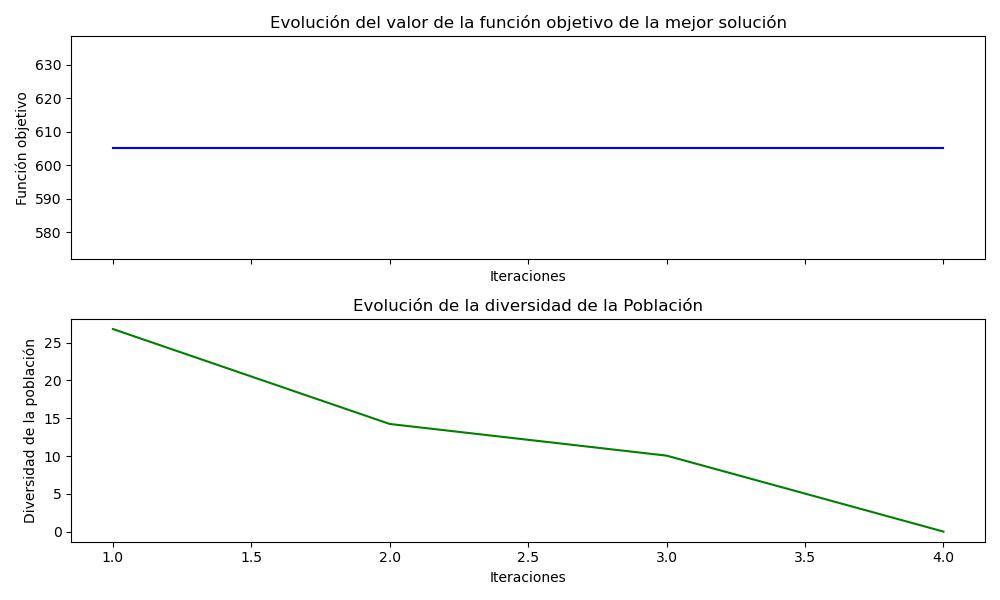 Evolución del valor de la función objetivo de la mejor solución
Función objetivo
630
620
610
600
590
580
Iteraciones
Evolución de la diversidad de la Población
Diversidad de la población
25
20
15
10
5
0
1.0 1.5 2.0 2.5 3.0 3.5 4.0
Iteraciones